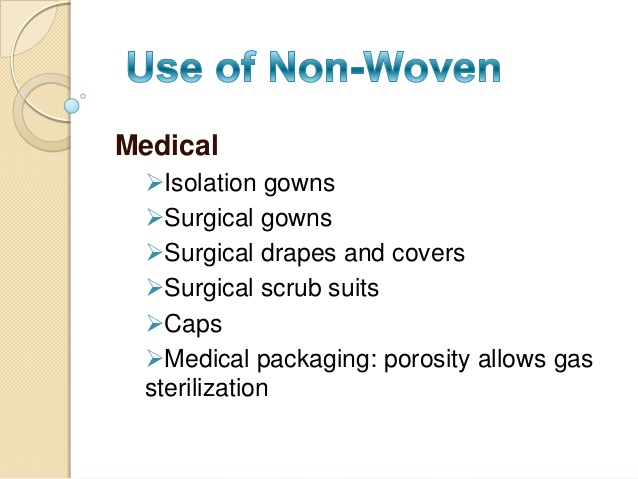 Use of Non-Woven
Medical
➢Isolation gowns
➢Surgical gowns
➢Surgical drapes and covers
➢Surgical scrub suits
➢Caps
➢Medical packaging: porosity allows gas
sterilization